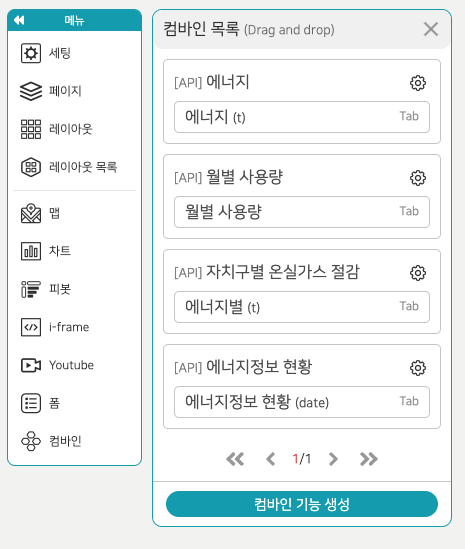 메뉴
세팅
페이지
레이아웃
레이아웃 목록
맵
차트
피봇
i-frame
Youtube
폼
컴바인
컴바인 목록 (Drag and drop)
[API] 에너지
에너지 (t) Tab
[API] 월별 사용량
월별 사용량 Tab
[API] 자치구별 온실가스 절감
에너지별 (t) Tab
[API] 에너지정보 현황
에너지정보 현황 (date) Tab
1/1
컴바인 기능 생성